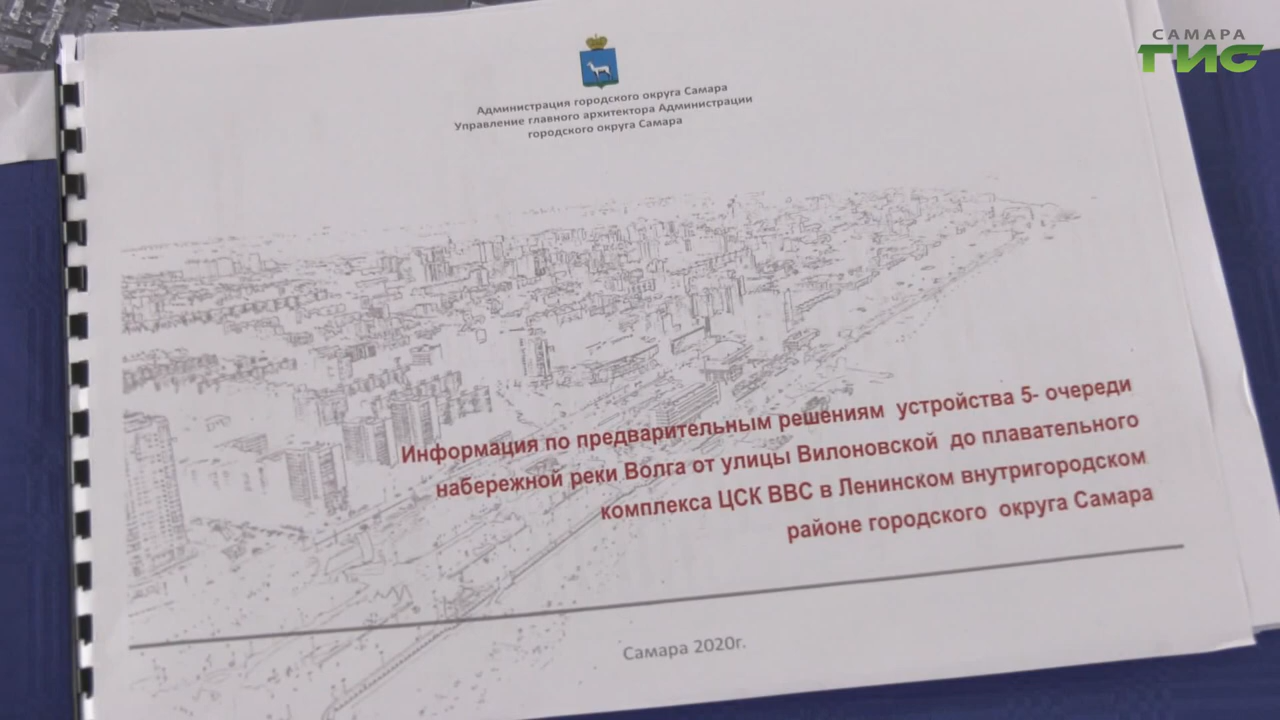 САМАРА
ГИС
Администрация городского округа Самара
Управление главного архитектора Администрации
городского округа Самара
Информация по предварительным решениям устройства 5- очереди
набережной реки Волга от улицы Вилоновской до плавательного
комплекса ЦСК ВВС в Ленинском внутригородском
районе городского округа Самара
Самара 2020г.